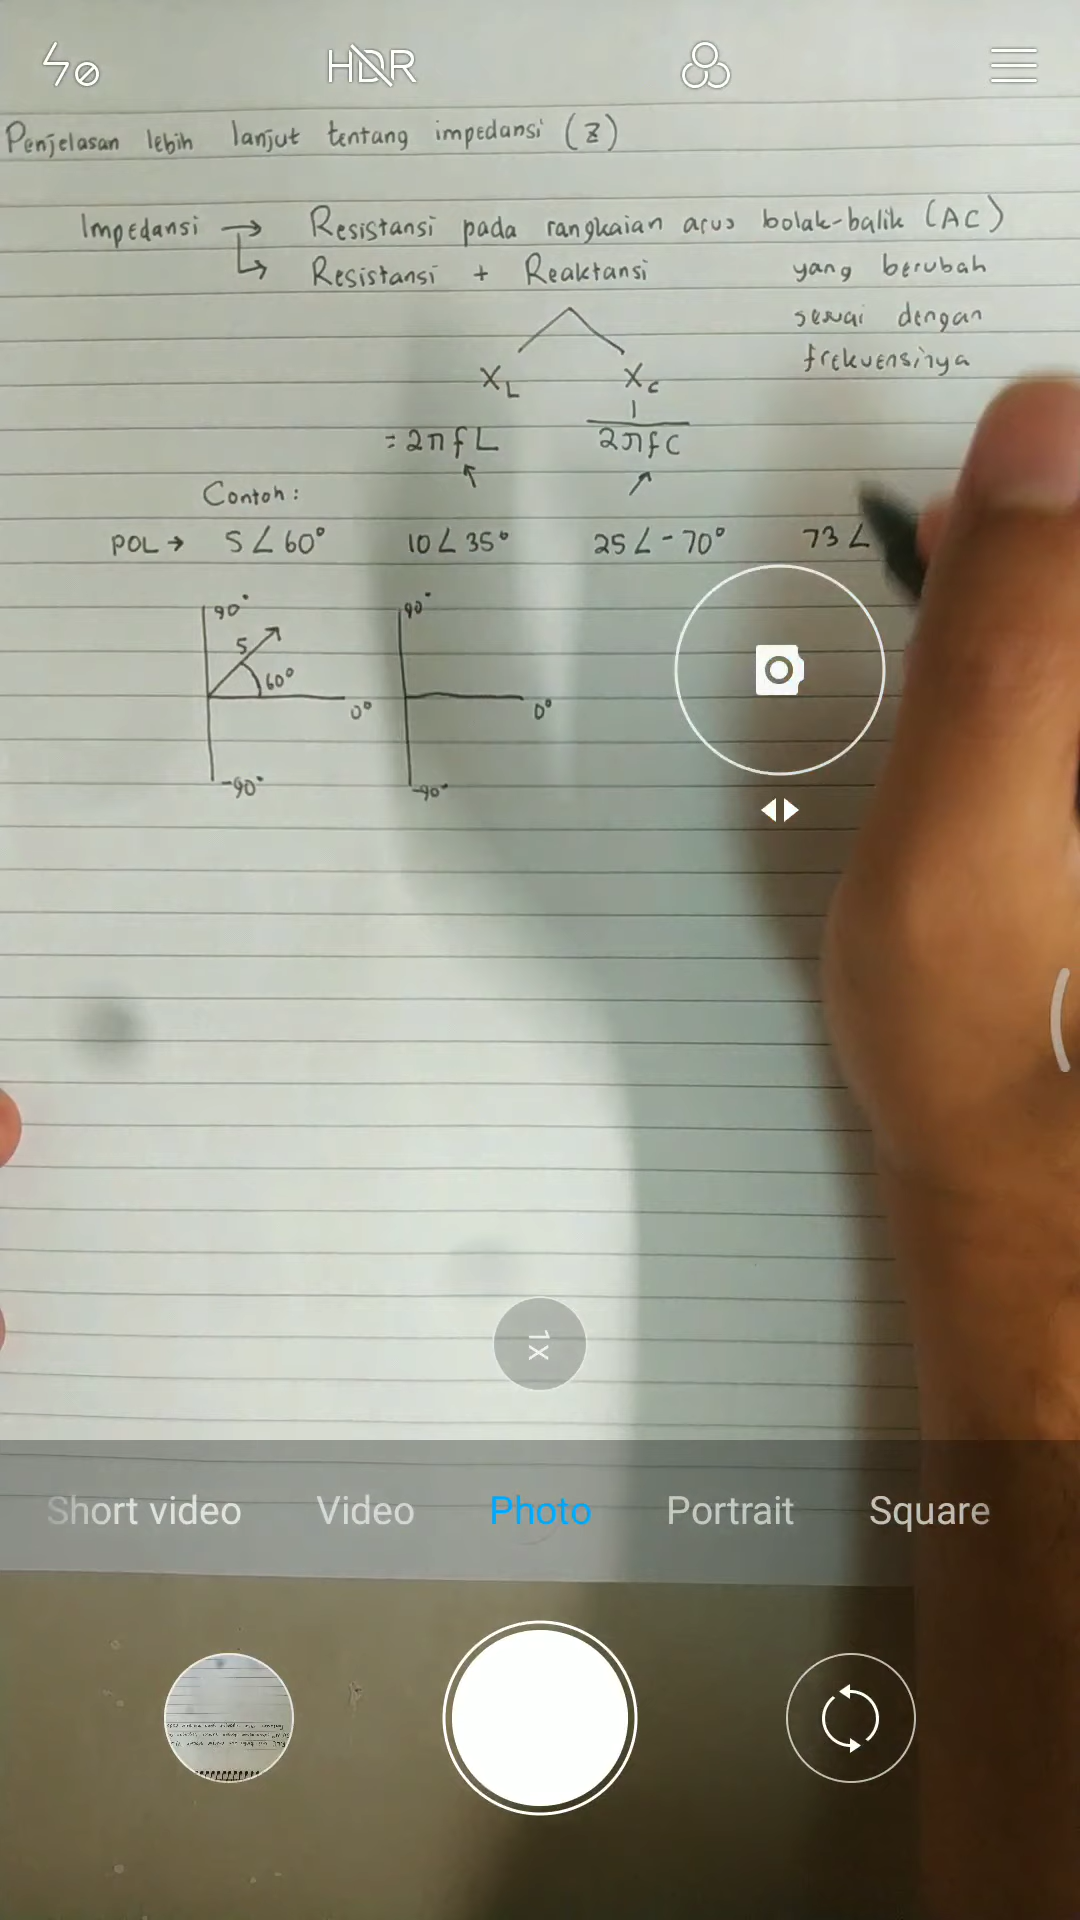 HDR
Penjelasan lebih lanjut tentang impedansi (Z)
Impedansi → Resistansi pada rangkaian arus bolak-balik (AC)
↳ Resistansi + Reaktansi yang berubah
sesuai dengan
frekuensinya
X_L X_C
= 2πfL 1/2πfC
Contoh:
POL → 5∠60° 10∠35° 25∠-70° 73∠
90° 90°
5
60°
0° 0°
-90° -90°
1X
Short video Video Photo Portrait Square